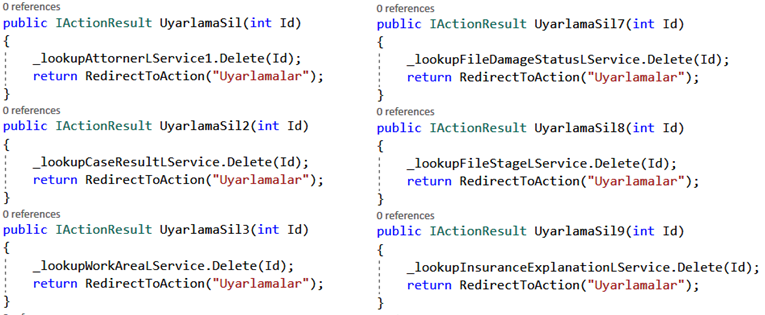 0 references
public IActionResult UyarlamaSil(int Id)
{
_lookupAttornerLService1.Delete(Id);
return RedirectToAction("Uyarlamalar");
}
0 references
public IActionResult UyarlamaSil2(int Id)
{
_lookupCaseResultLService.Delete(Id);
return RedirectToAction("Uyarlamalar");
}
0 references
public IActionResult UyarlamaSil3(int Id)
{
_lookupWorkAreaLService.Delete(Id);
return RedirectToAction("Uyarlamalar");
}
0 references
public IActionResult UyarlamaSil7(int Id)
{
_lookupFileDamageStatusLService.Delete(Id);
return RedirectToAction("Uyarlamalar");
}
0 references
public IActionResult UyarlamaSil8(int Id)
{
_lookupFileStageLService.Delete(Id);
return RedirectToAction("Uyarlamalar");
}
0 references
public IActionResult UyarlamaSil9(int Id)
{
_lookupInsuranceExplanationLService.Delete(Id);
return RedirectToAction("Uyarlamalar");
}